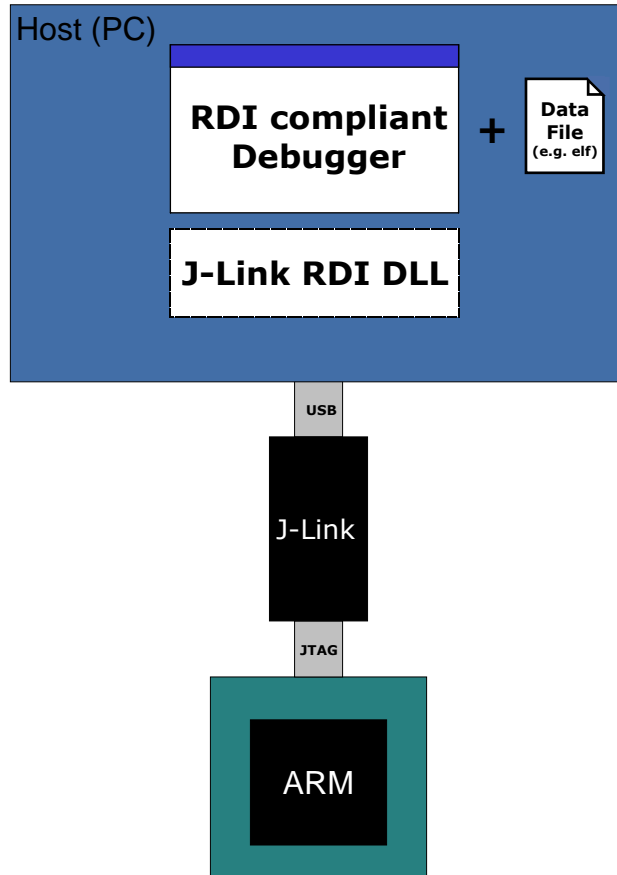 Host (PC)
RDI compliant
Debugger
+
Data
File
(e.g. elf)
J-Link RDI DLL
USB
J-Link
JTAG
ARM